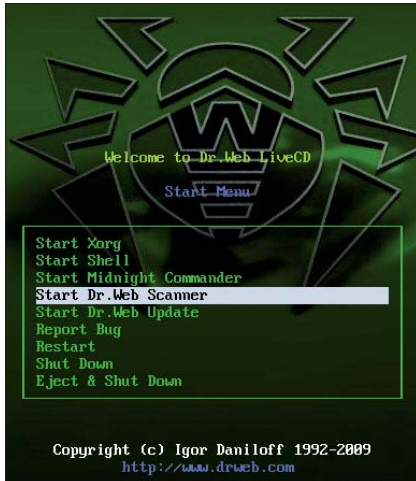 Welcome to Dr.Web LiveCD
Start Menu
Start Xorg
Start Shell
Start Midnight Commander
Start Dr.Web Scanner
Start Dr.Web Update
Report Bug
Restart
Shut Down
Eject & Shut Down
Copyright (c) Igor Daniloff 1992-2009
http://www.drweb.com